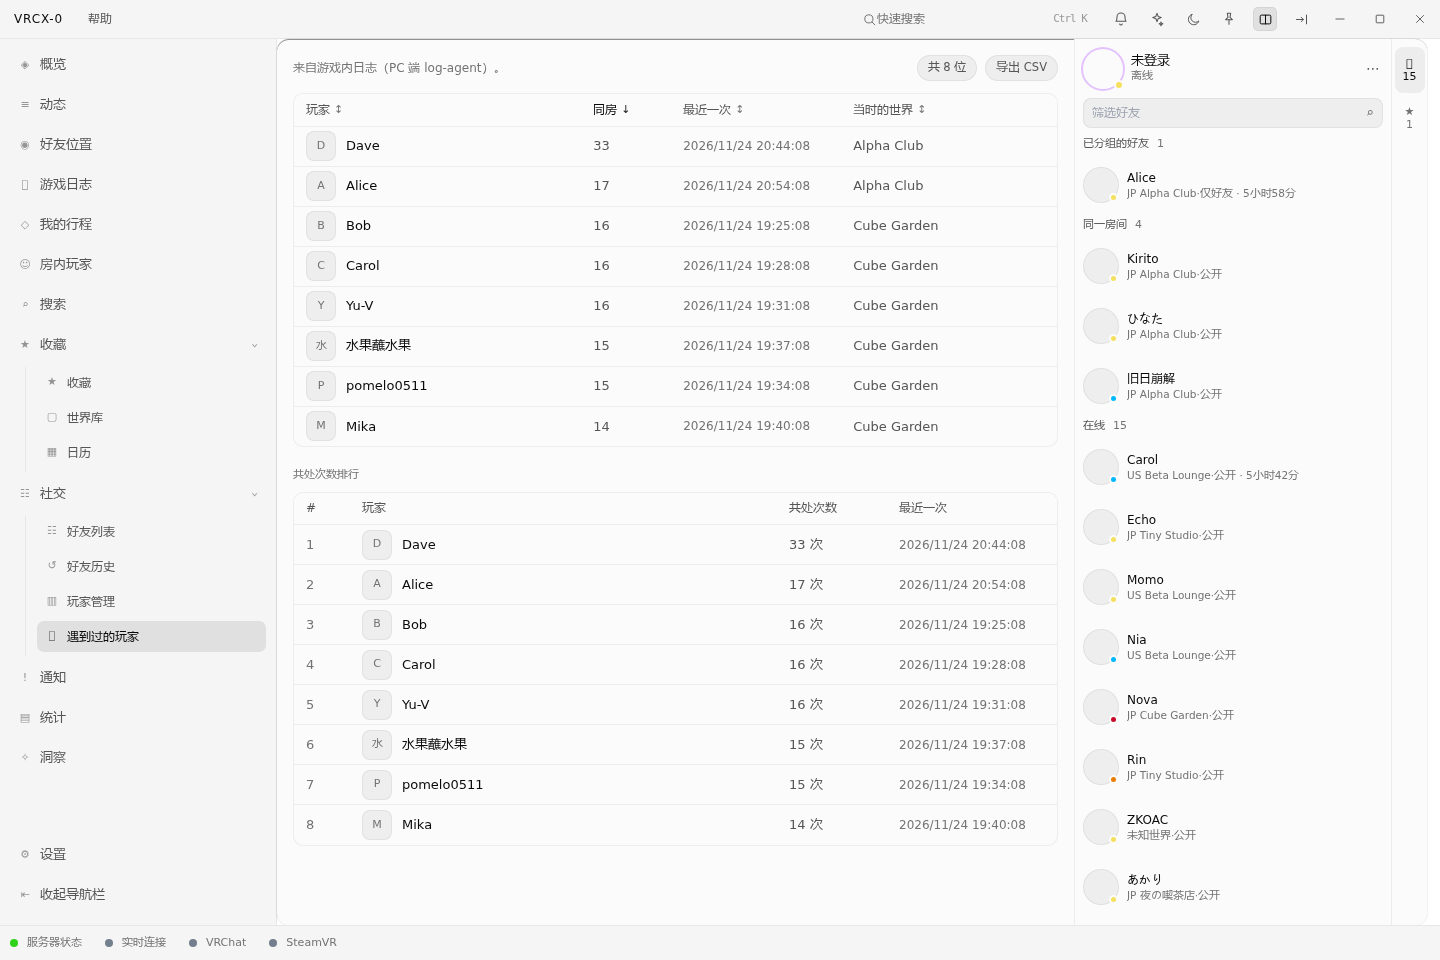 VRCX-0 帮助 快速搜索 Ctrl K
概览
动态
好友位置
游戏日志
我的行程
房内玩家
搜索
收藏
收藏
世界库
日历
社交
好友列表
好友历史
玩家管理
遇到过的玩家
通知
统计
洞察
设置
收起导航栏
来自游戏内日志（PC 端 log-agent）。 共 8 位 导出 CSV
玩家 ↕ 同房 ↓ 最近一次 ↕ 当时的世界 ↕
D Dave 33 2026/11/24 20:44:08 Alpha Club
A Alice 17 2026/11/24 20:54:08 Alpha Club
B Bob 16 2026/11/24 19:25:08 Cube Garden
C Carol 16 2026/11/24 19:28:08 Cube Garden
Y Yu-V 16 2026/11/24 19:31:08 Cube Garden
水 水果蘸水果 15 2026/11/24 19:37:08 Cube Garden
P pomelo0511 15 2026/11/24 19:34:08 Cube Garden
M Mika 14 2026/11/24 19:40:08 Cube Garden
共处次数排行
# 玩家 共处次数 最近一次
1 D Dave 33 次 2026/11/24 20:44:08
2 A Alice 17 次 2026/11/24 20:54:08
3 B Bob 16 次 2026/11/24 19:25:08
4 C Carol 16 次 2026/11/24 19:28:08
5 Y Yu-V 16 次 2026/11/24 19:31:08
6 水 水果蘸水果 15 次 2026/11/24 19:37:08
7 P pomelo0511 15 次 2026/11/24 19:34:08
8 M Mika 14 次 2026/11/24 19:40:08
未登录
离线
筛选好友
已分组的好友 1
Alice
JP Alpha Club·仅好友 · 5小时58分
同一房间 4
Kirito
JP Alpha Club·公开
ひなた
JP Alpha Club·公开
旧日崩解
JP Alpha Club·公开
在线 15
Carol
US Beta Lounge·公开 · 5小时42分
Echo
JP Tiny Studio·公开
Momo
US Beta Lounge·公开
Nia
US Beta Lounge·公开
Nova
JP Cube Garden·公开
Rin
JP Tiny Studio·公开
ZKOAC
未知世界·公开
あかり
JP 夜の喫茶店·公开
15
★
1
服务器状态 实时连接 VRChat SteamVR